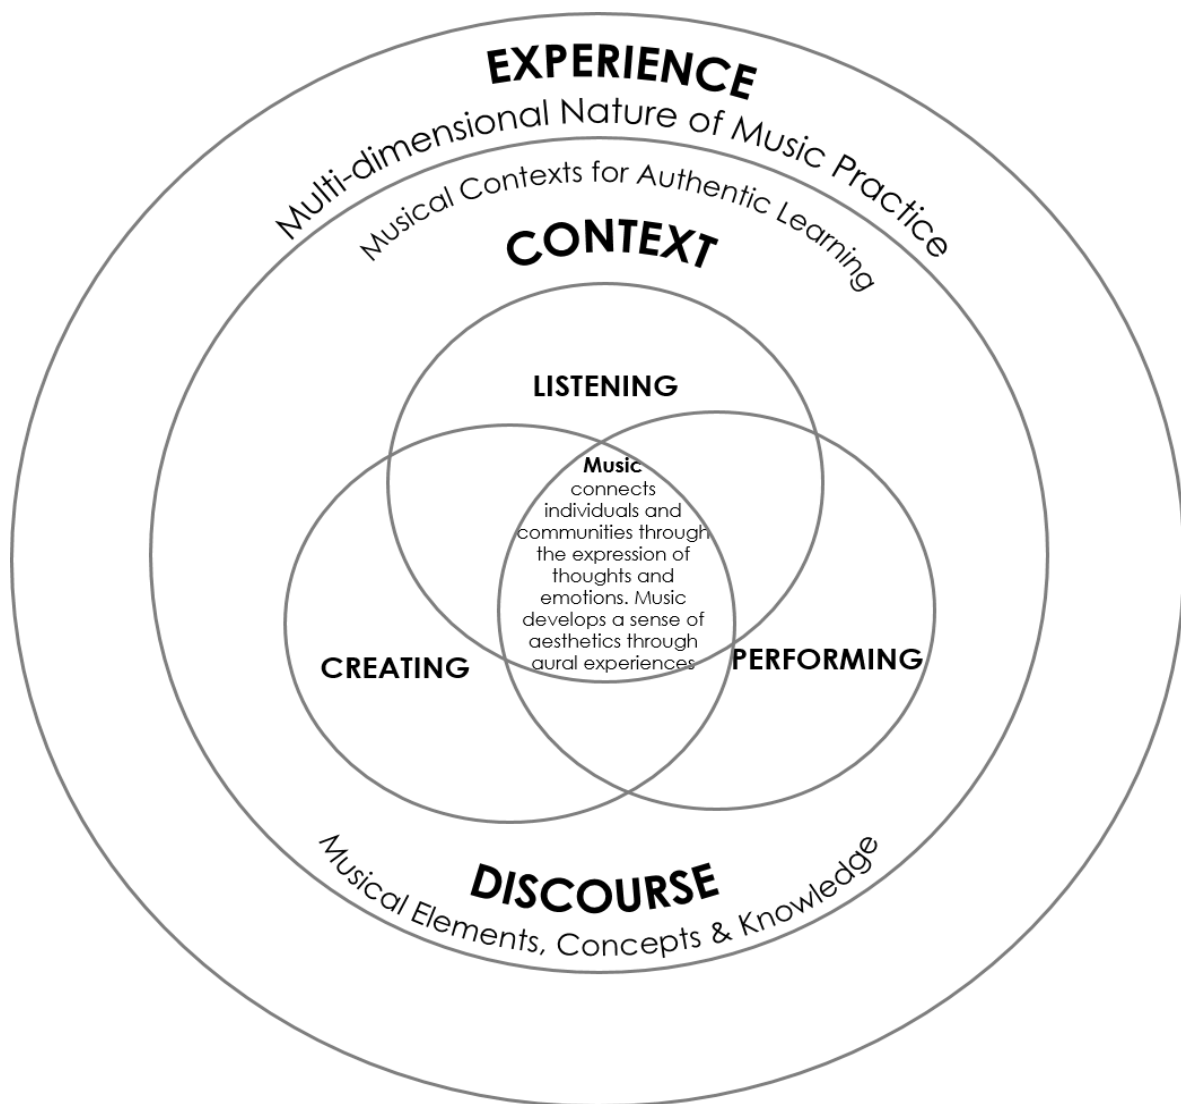 EXPERIENCE
Multi-dimensional Nature of Music Practice
Musical Contexts for Authentic Learning
CONTEXT
LISTENING
Music
connects
individuals and
communities through
the expression of
thoughts and
emotions. Music
develops a sense of
aesthetics through
aural experiences
CREATING
PERFORMING
DISCOURSE
Musical Elements, Concepts & Knowledge